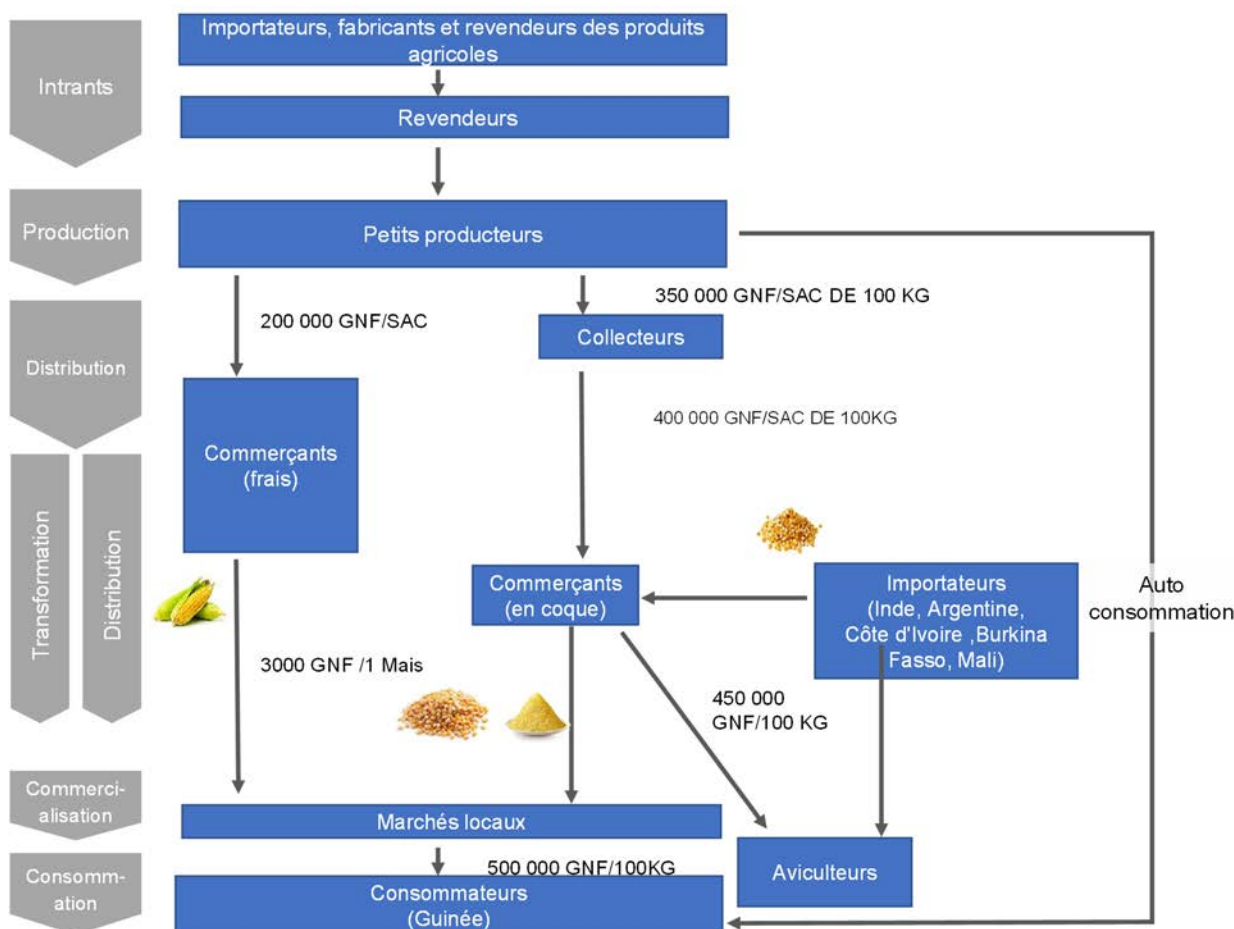 Importateurs, fabricants et revendeurs des produits
agricoles
Intrants
Revendeurs
Production
Petits producteurs
350 000 GNF/SAC DE 100 KG
200 000 GNF/SAC
Collecteurs
Distribution
400 000 GNF/SAC DE 100KG
Commerçants
(frais)
Transformation
Distribution
Commerçants
(en coque)
Importateurs
(Inde, Argentine,
Côte d'Ivoire ,Burkina
Fasso, Mali)
Auto
consommation
3000 GNF /1 Mais
450 000
GNF/100 KG
Commerci-
alisation
Marchés locaux
500 000 GNF/100KG
Aviculteurs
Consomm-
ation
Consommateurs
(Guinée)